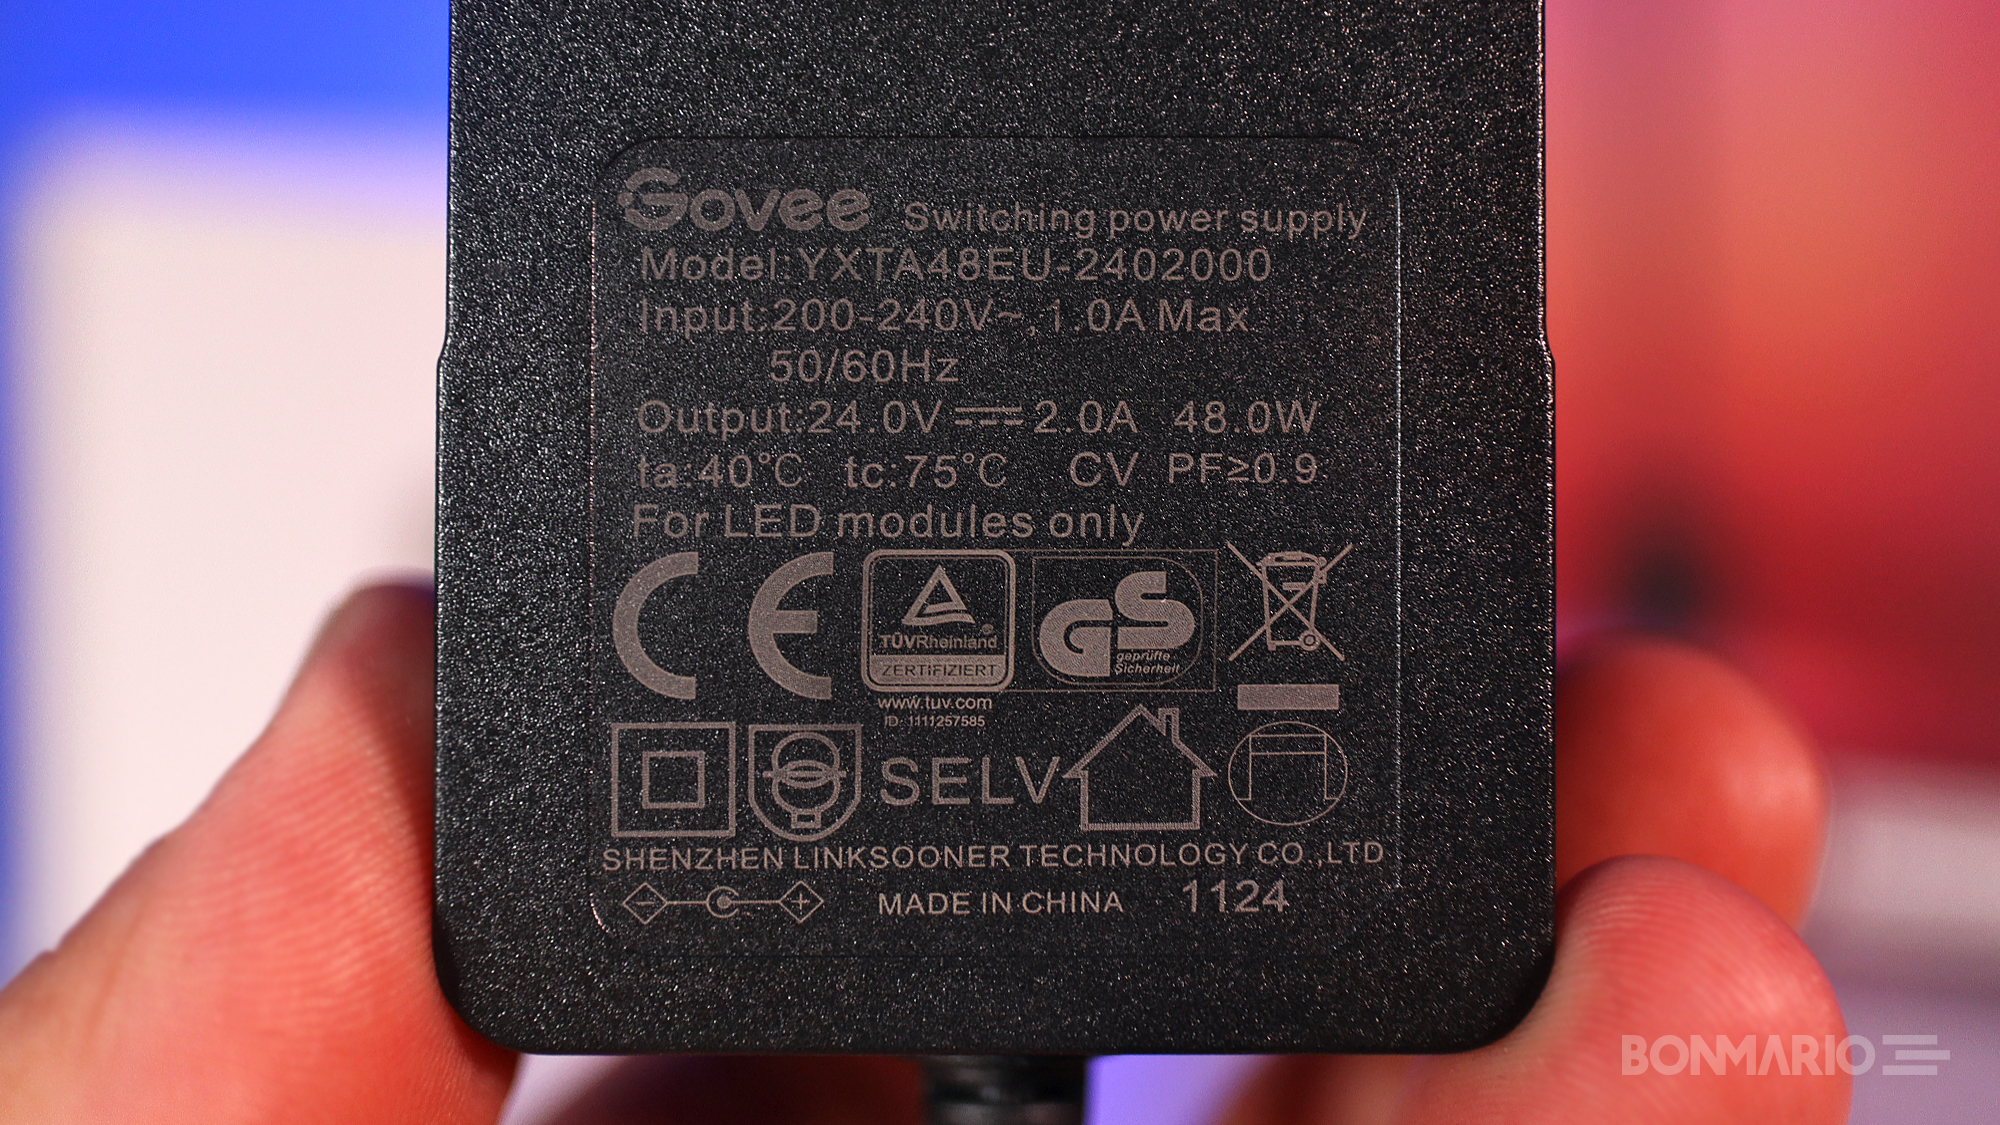 Govee Switching power supply
Model:YXTA48EU-2402000
Input:200-240V~,1.0A Max
50/60Hz
Output:24.0V⎓2.0A 48.0W
ta:40°C tc:75°C CV PF≥0.9
For LED modules only
CE
TÜVRheinland
ZERTIFIZIERT
www.tuv.com
ID: 1111257585
GS
geprüfte
Sicherheit
SELV
SHENZHEN LINKSOONER TECHNOLOGY CO.,LTD
MADE IN CHINA 1124
BONMARIO